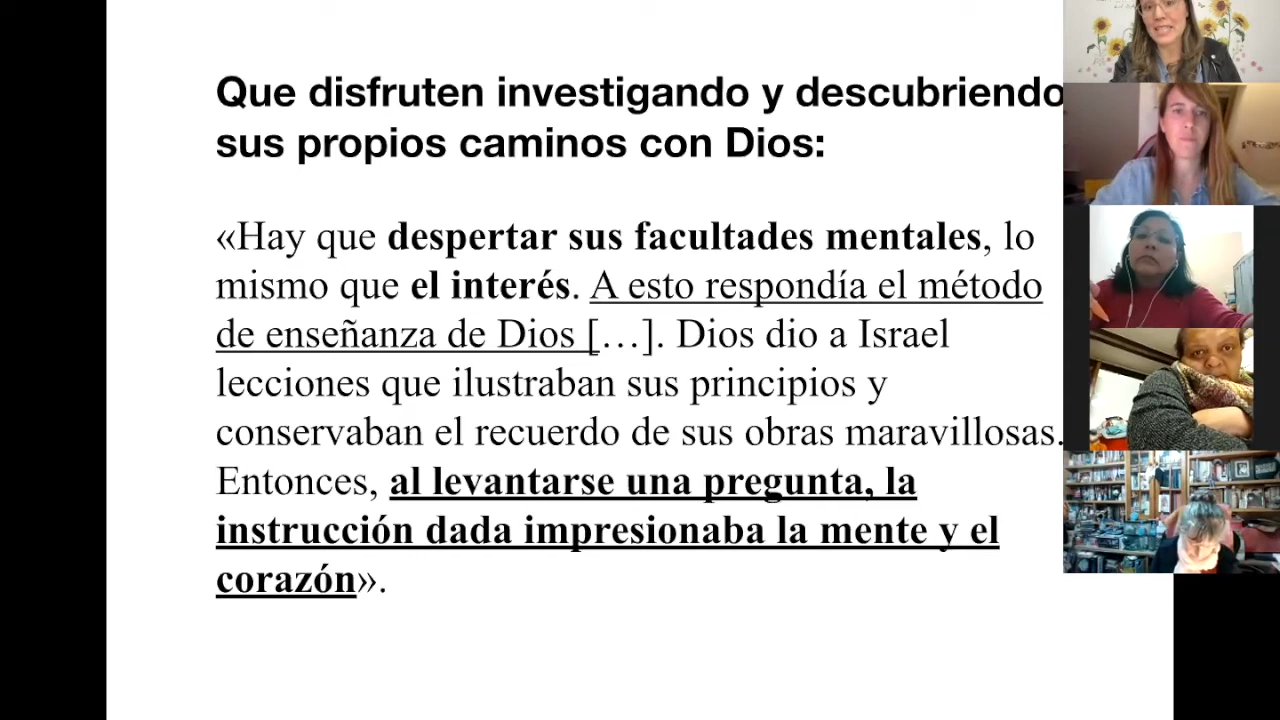 Que disfruten investigando y descubriendo
sus propios caminos con Dios:
«Hay que despertar sus facultades mentales, lo
mismo que el interés. A esto respondía el método
de enseñanza de Dios […]. Dios dio a Israel
lecciones que ilustraban sus principios y
conservaban el recuerdo de sus obras maravillosas.
Entonces, al levantarse una pregunta, la
instrucción dada impresionaba la mente y el
corazón».